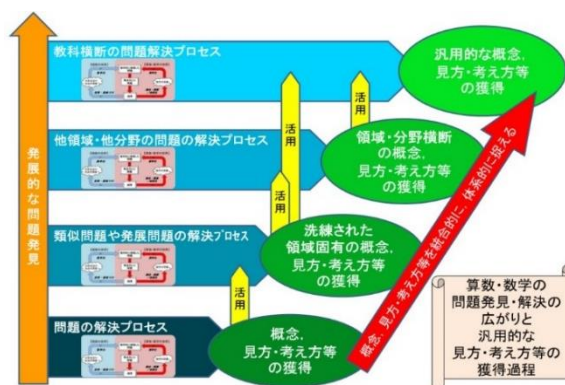 教科横断の問題解決プロセス
汎用的な概念,
見方・考え方等
の獲得
活用
活用
他領域・他分野の問題の解決プロセス
領域・分野横断
の概念,
見方・考え方等
の獲得
発展的な問題発見
活用
類似問題や発展問題の解決プロセス
洗練された
領域固有の概念,
見方・考え方等
の獲得
概念, 見方・考え方等を統合的に, 体系的に捉える
活用
問題の解決プロセス
概念,
見方・考え方等
の獲得
算数・数学の
問題発見・解決の
広がりと
汎用的な
見方・考え方等の
獲得過程